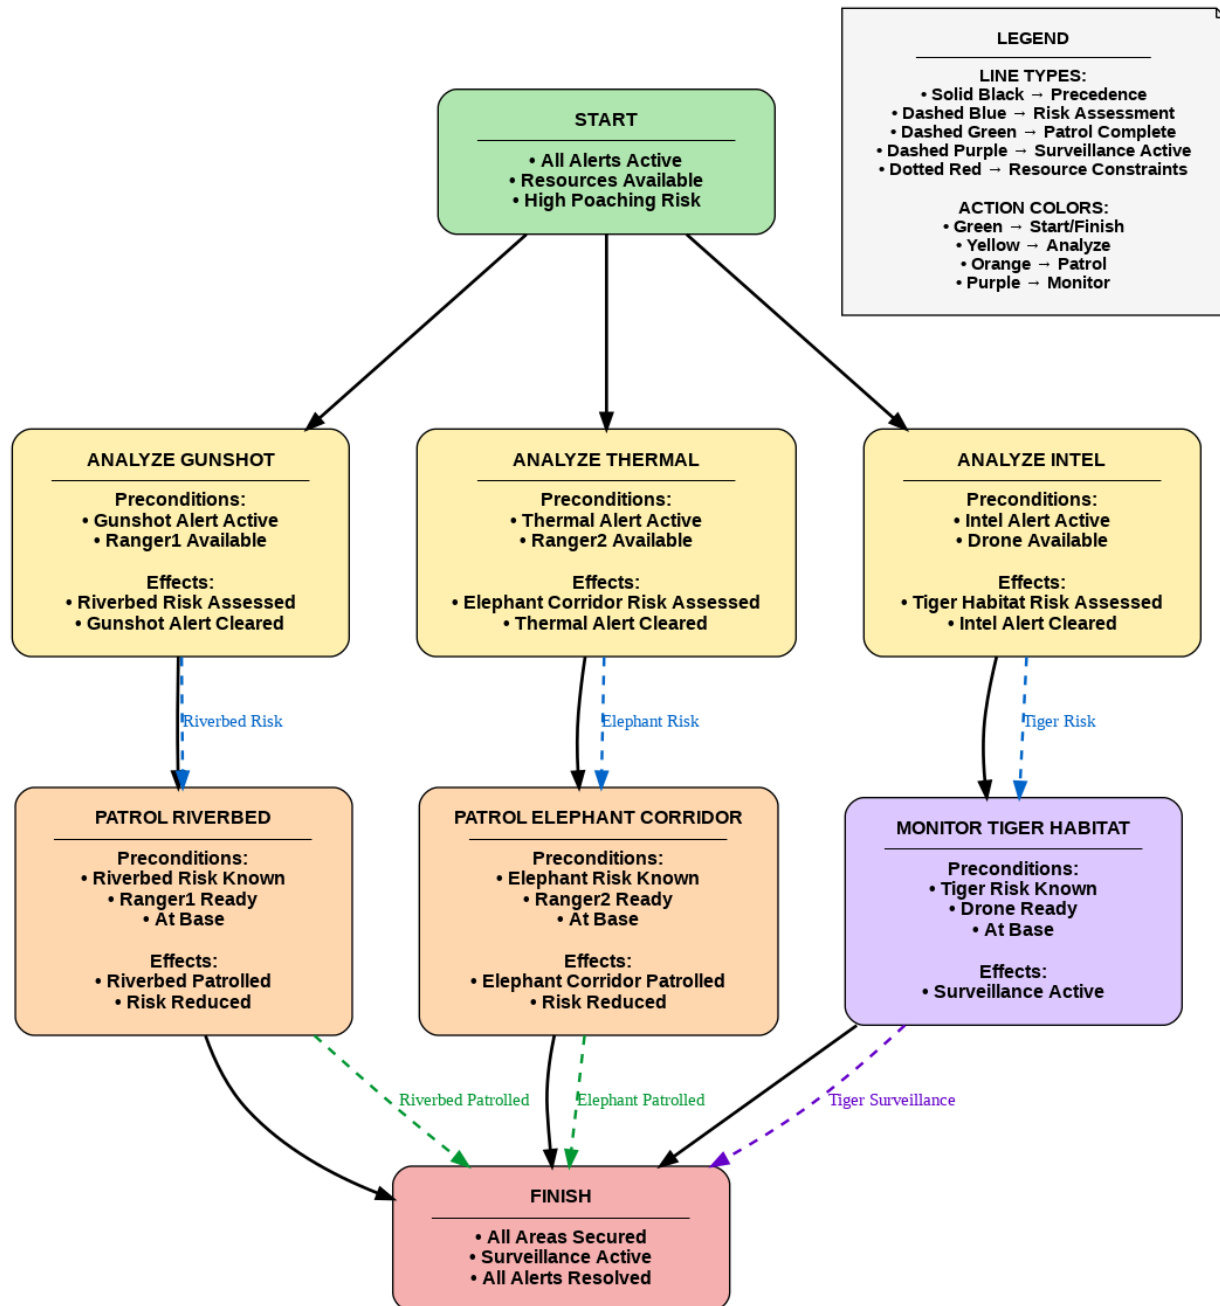 LEGEND
LINE TYPES:
• Solid Black → Precedence
• Dashed Blue → Risk Assessment
• Dashed Green → Patrol Complete
• Dashed Purple → Surveillance Active
• Dotted Red → Resource Constraints
ACTION COLORS:
• Green → Start/Finish
• Yellow → Analyze
• Orange → Patrol
• Purple → Monitor
START
• All Alerts Active
• Resources Available
• High Poaching Risk
ANALYZE GUNSHOT
Preconditions:
• Gunshot Alert Active
• Ranger1 Available
Effects:
• Riverbed Risk Assessed
• Gunshot Alert Cleared
ANALYZE THERMAL
Preconditions:
• Thermal Alert Active
• Ranger2 Available
Effects:
• Elephant Corridor Risk Assessed
• Thermal Alert Cleared
ANALYZE INTEL
Preconditions:
• Intel Alert Active
• Drone Available
Effects:
• Tiger Habitat Risk Assessed
• Intel Alert Cleared
Riverbed Risk
Elephant Risk
Tiger Risk
PATROL RIVERBED
Preconditions:
• Riverbed Risk Known
• Ranger1 Ready
• At Base
Effects:
• Riverbed Patrolled
• Risk Reduced
PATROL ELEPHANT CORRIDOR
Preconditions:
• Elephant Risk Known
• Ranger2 Ready
• At Base
Effects:
• Elephant Corridor Patrolled
• Risk Reduced
MONITOR TIGER HABITAT
Preconditions:
• Tiger Risk Known
• Drone Ready
• At Base
Effects:
• Surveillance Active
Riverbed Patrolled
Elephant Patrolled
Tiger Surveillance
FINISH
• All Areas Secured
• Surveillance Active
• All Alerts Resolved